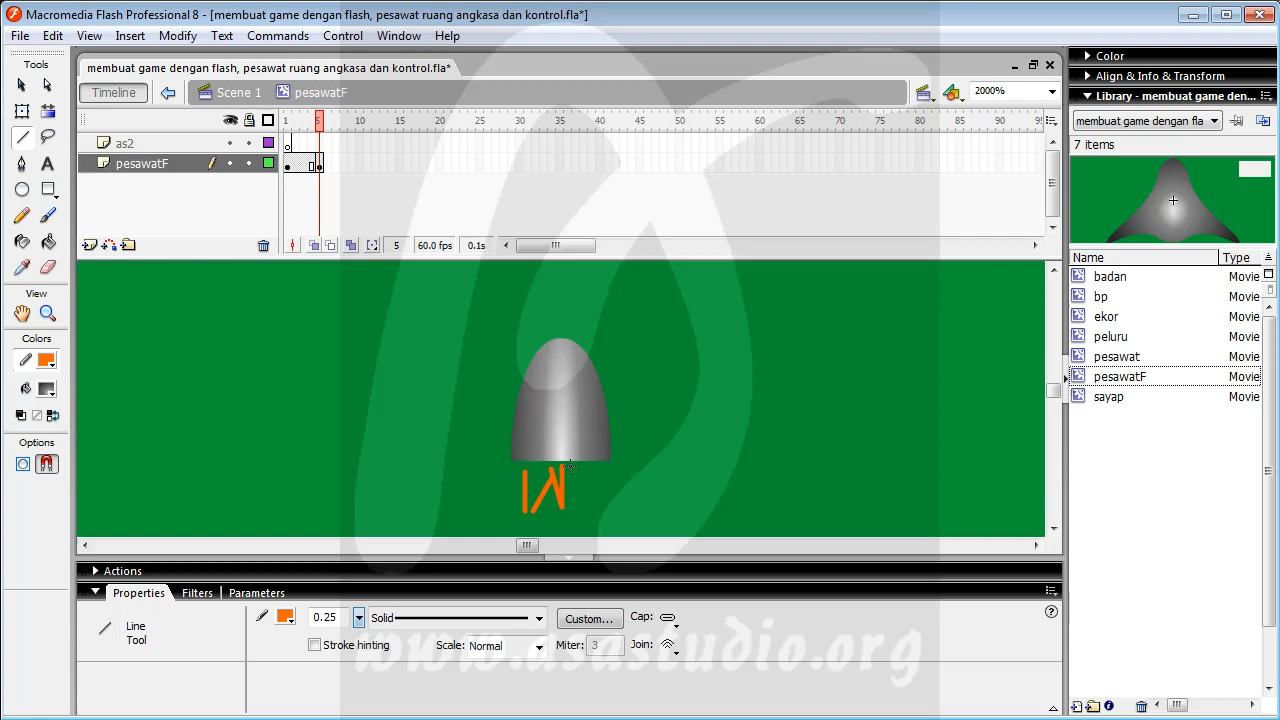 Macromedia Flash Professional 8 - [membuat game dengan flash, pesawat ruang angkasa dan kontrol.fla*]
File Edit View Insert Modify Text Commands Control Window Help
Tools
View
Colors
Options
membuat game dengan flash, pesawat ruang angkasa dan kontrol.fla*
Timeline Scene 1 pesawatF 2000%
1 5 10 15 20 25 30 35 40 45 50 55 60 65 70 75 80 85 90 95
as2
pesawatF
5 60.0 fps 0.1s
Actions
Properties Filters Parameters
Line
Tool
0.25 Solid Custom... Cap:
Stroke hinting Scale: Normal Miter: 3 Join:
www.asastudio.org
Color
Align & Info & Transform
Library - membuat game den...
membuat game dengan fla
7 items
Name Type
badan Movie
bp Movie
ekor Movie
peluru Movie
pesawat Movie
pesawatF Movie
sayap Movie